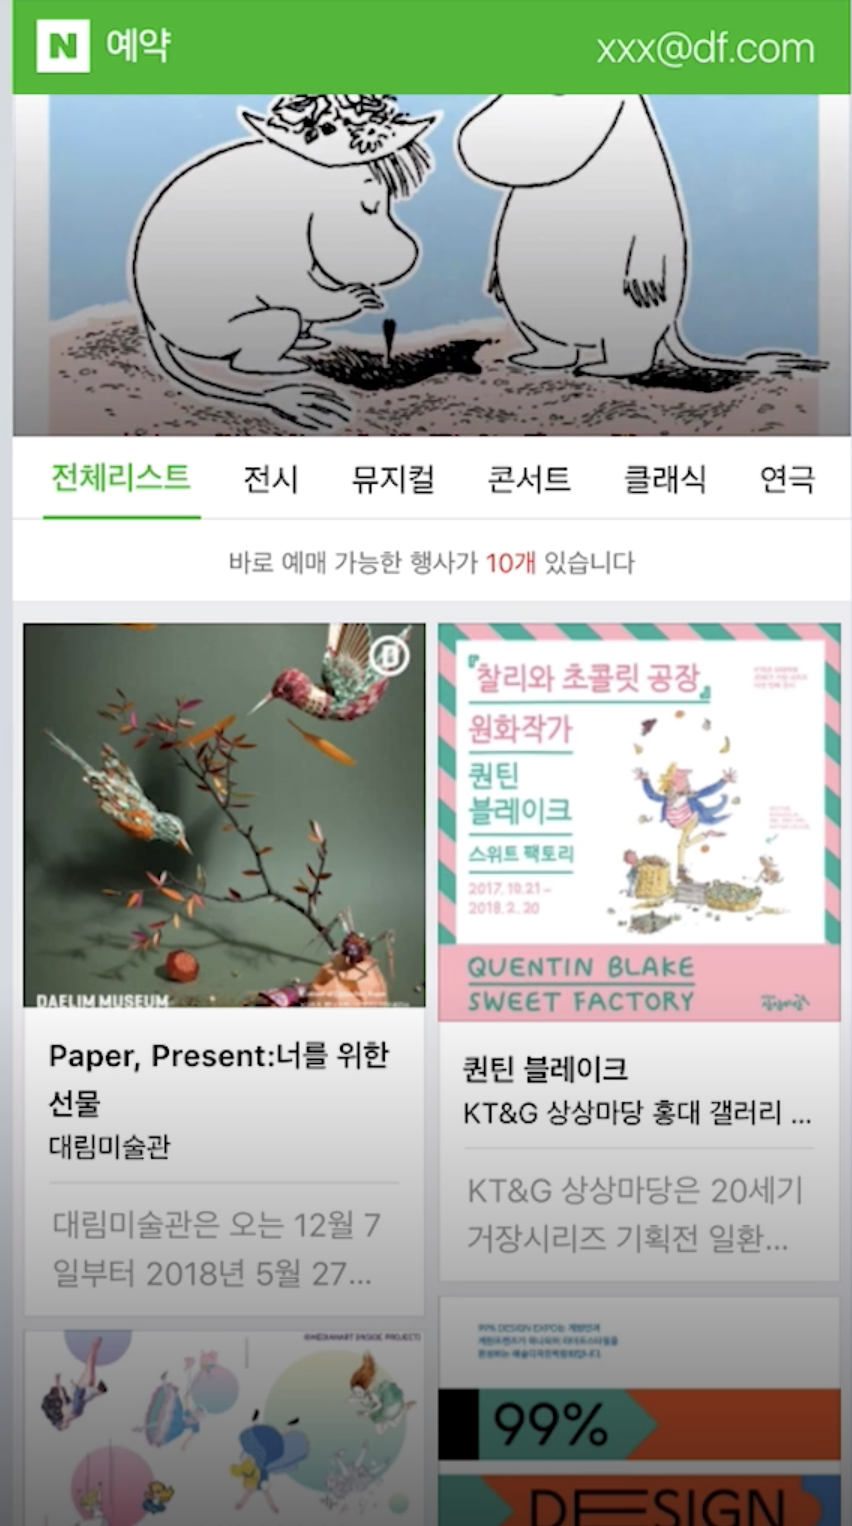 N 예약
xxx@df.com
전체리스트 전시 뮤지컬 콘서트 클래식 연극
바로 예매 가능한 행사가 10개 있습니다
DAELIM MUSEUM
Paper, Present:너를 위한
선물
대림미술관
대림미술관은 오는 12월 7
일부터 2018년 5월 27...
『찰리와 초콜릿 공장』
원화작가
퀀틴
블레이크
스위트 팩토리
2017. 10. 21 -
2018. 2. 20
QUENTIN BLAKE
SWEET FACTORY
상상마당
퀀틴 블레이크
KT&G 상상마당 홍대 갤러리 ...
KT&G 상상마당은 20세기
거장시리즈 기획전 일환...
99%
DESIGN